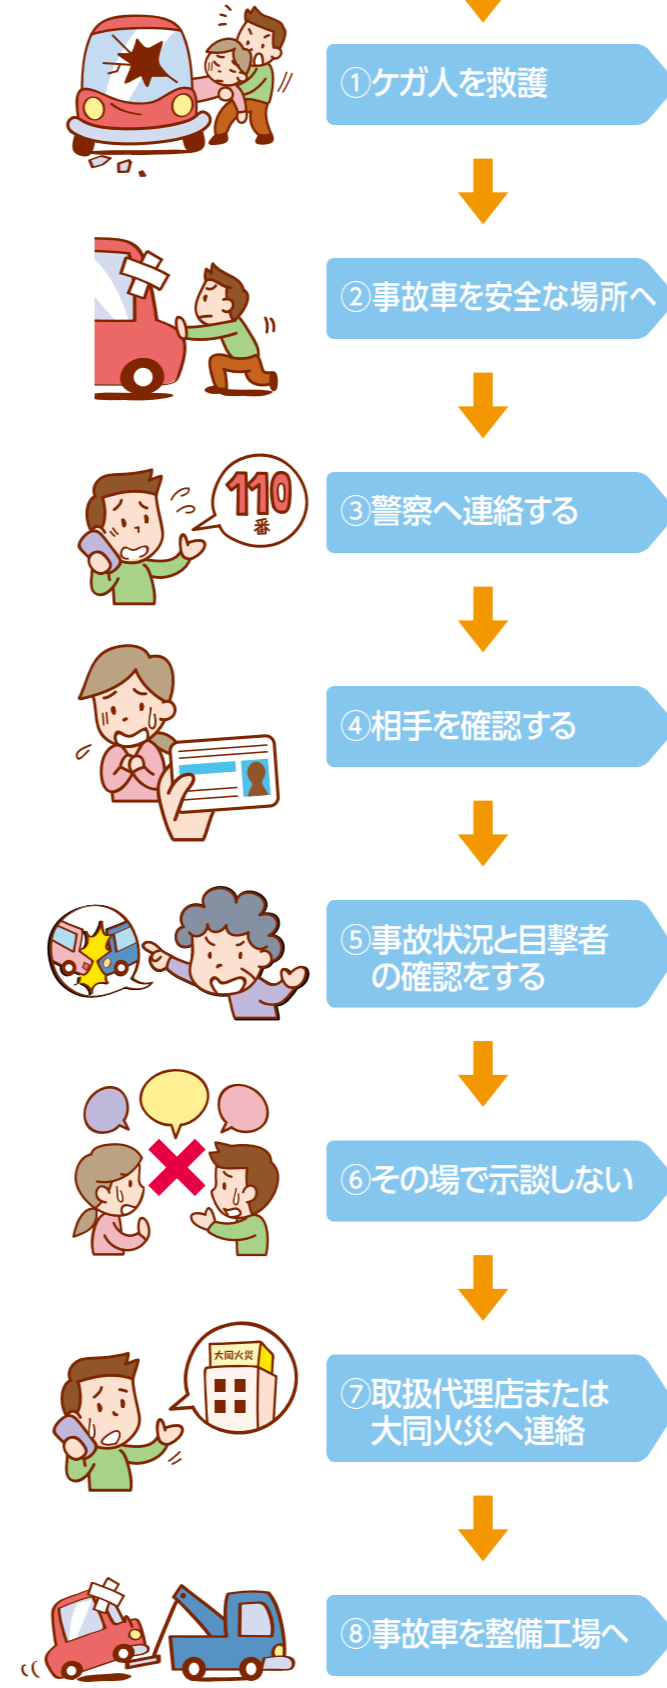 ①ケガ人を救護
②事故車を安全な場所へ
110
番
③警察へ連絡する
④相手を確認する
⑤事故状況と目撃者
の確認をする
⑥その場で示談しない
大同火災
⑦取扱代理店または
大同火災へ連絡
⑧事故車を整備工場へ